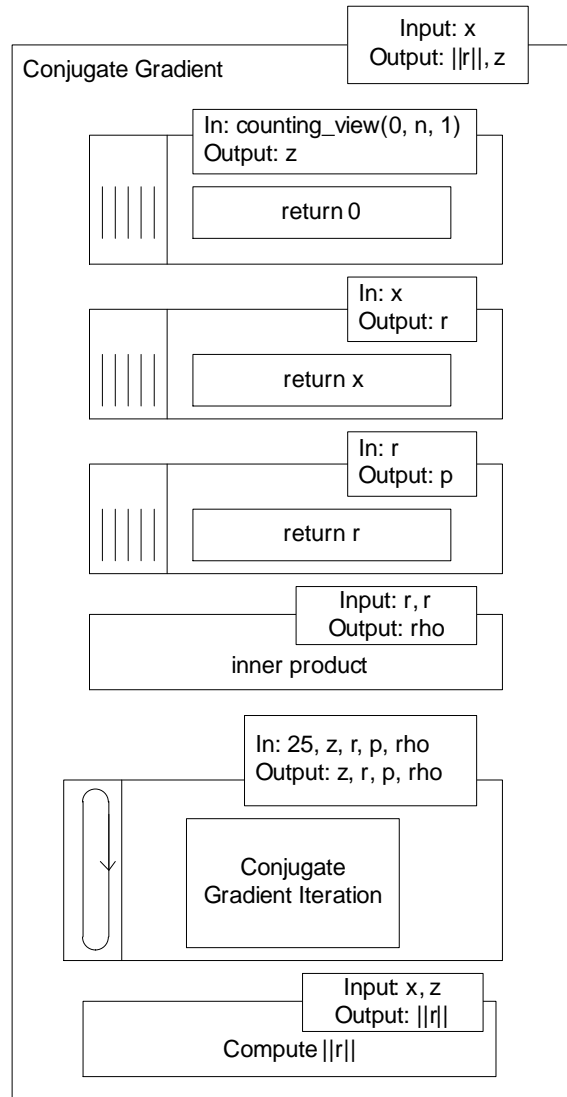 Input: x
Output: ||r||, z
Conjugate Gradient
In: counting_view(0, n, 1)
Output: z
return 0
In: x
Output: r
return x
In: r
Output: p
return r
Input: r, r
Output: rho
inner product
In: 25, z, r, p, rho
Output: z, r, p, rho
Conjugate
Gradient Iteration
Input: x, z
Output: ||r||
Compute ||r||